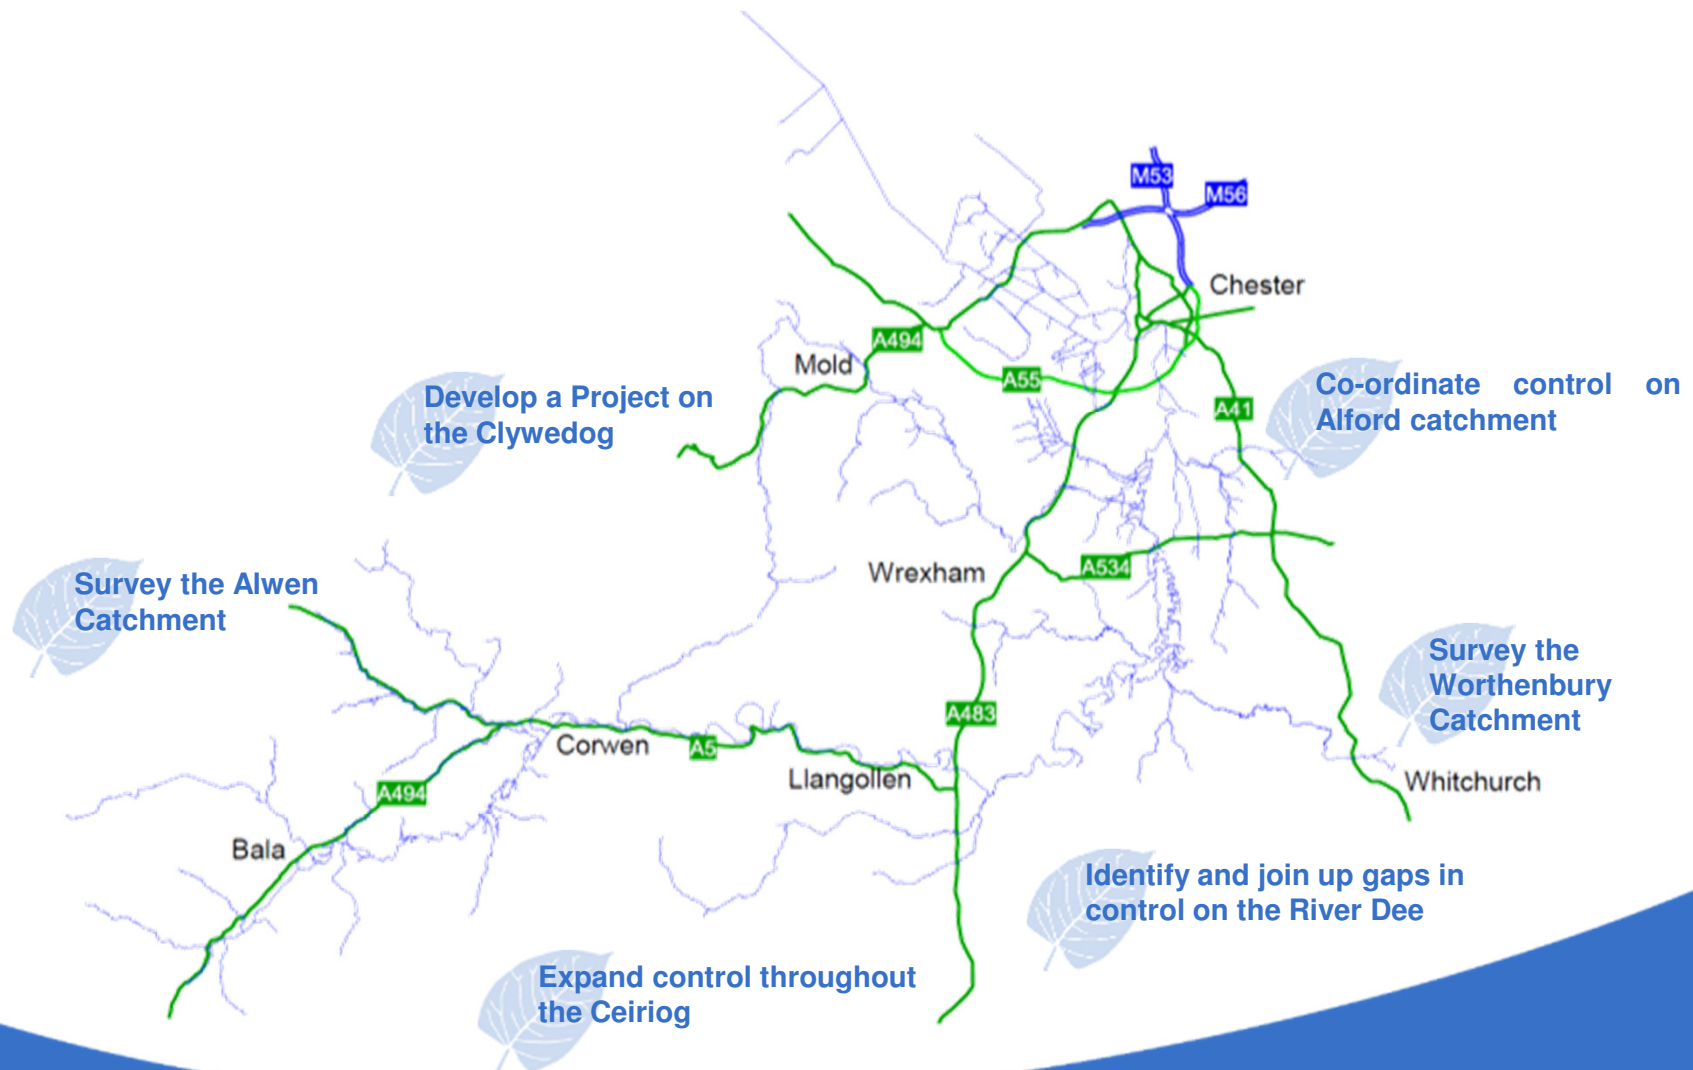 M53
M56
Chester
A494
Mold
A55
Develop a Project on
the Clywedog
Co-ordinate control on
Alford catchment
A41
Wrexham
A534
Survey the Alwen
Catchment
Survey the
Worthenbury
Catchment
A483
Corwen
A5
Llangollen
Whitchurch
A494
Bala
Identify and join up gaps in
control on the River Dee
Expand control throughout
the Ceiriog